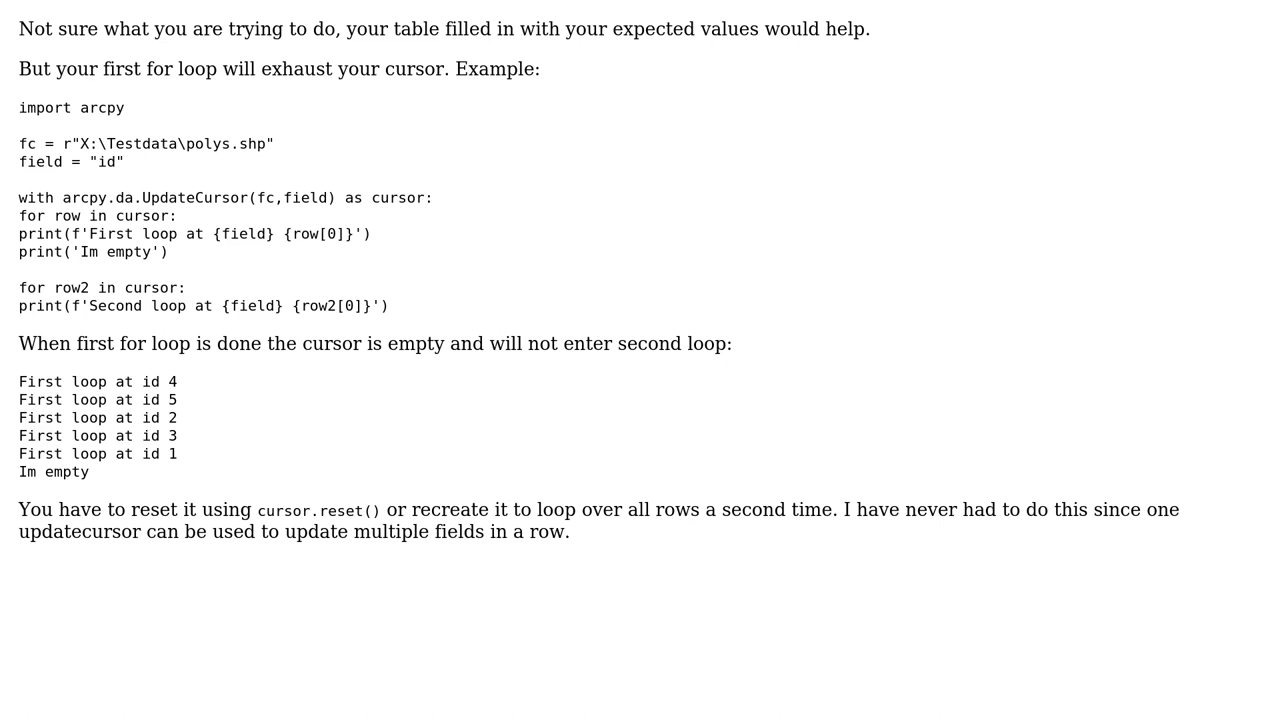 Not sure what you are trying to do, your table filled in with your expected values would help.
But your first for loop will exhaust your cursor. Example:
import arcpy
fc = r"X:\Testdata\polys.shp"
field = "id"
with arcpy.da.UpdateCursor(fc,field) as cursor:
for row in cursor:
print(f'First loop at {field} {row[0]}')
print('Im empty')
for row2 in cursor:
print(f'Second loop at {field} {row2[0]}')
When first for loop is done the cursor is empty and will not enter second loop:
First loop at id 4
First loop at id 5
First loop at id 2
First loop at id 3
First loop at id 1
Im empty
You have to reset it using cursor.reset() or recreate it to loop over all rows a second time. I have never had to do this since one
updatecursor can be used to update multiple fields in a row.